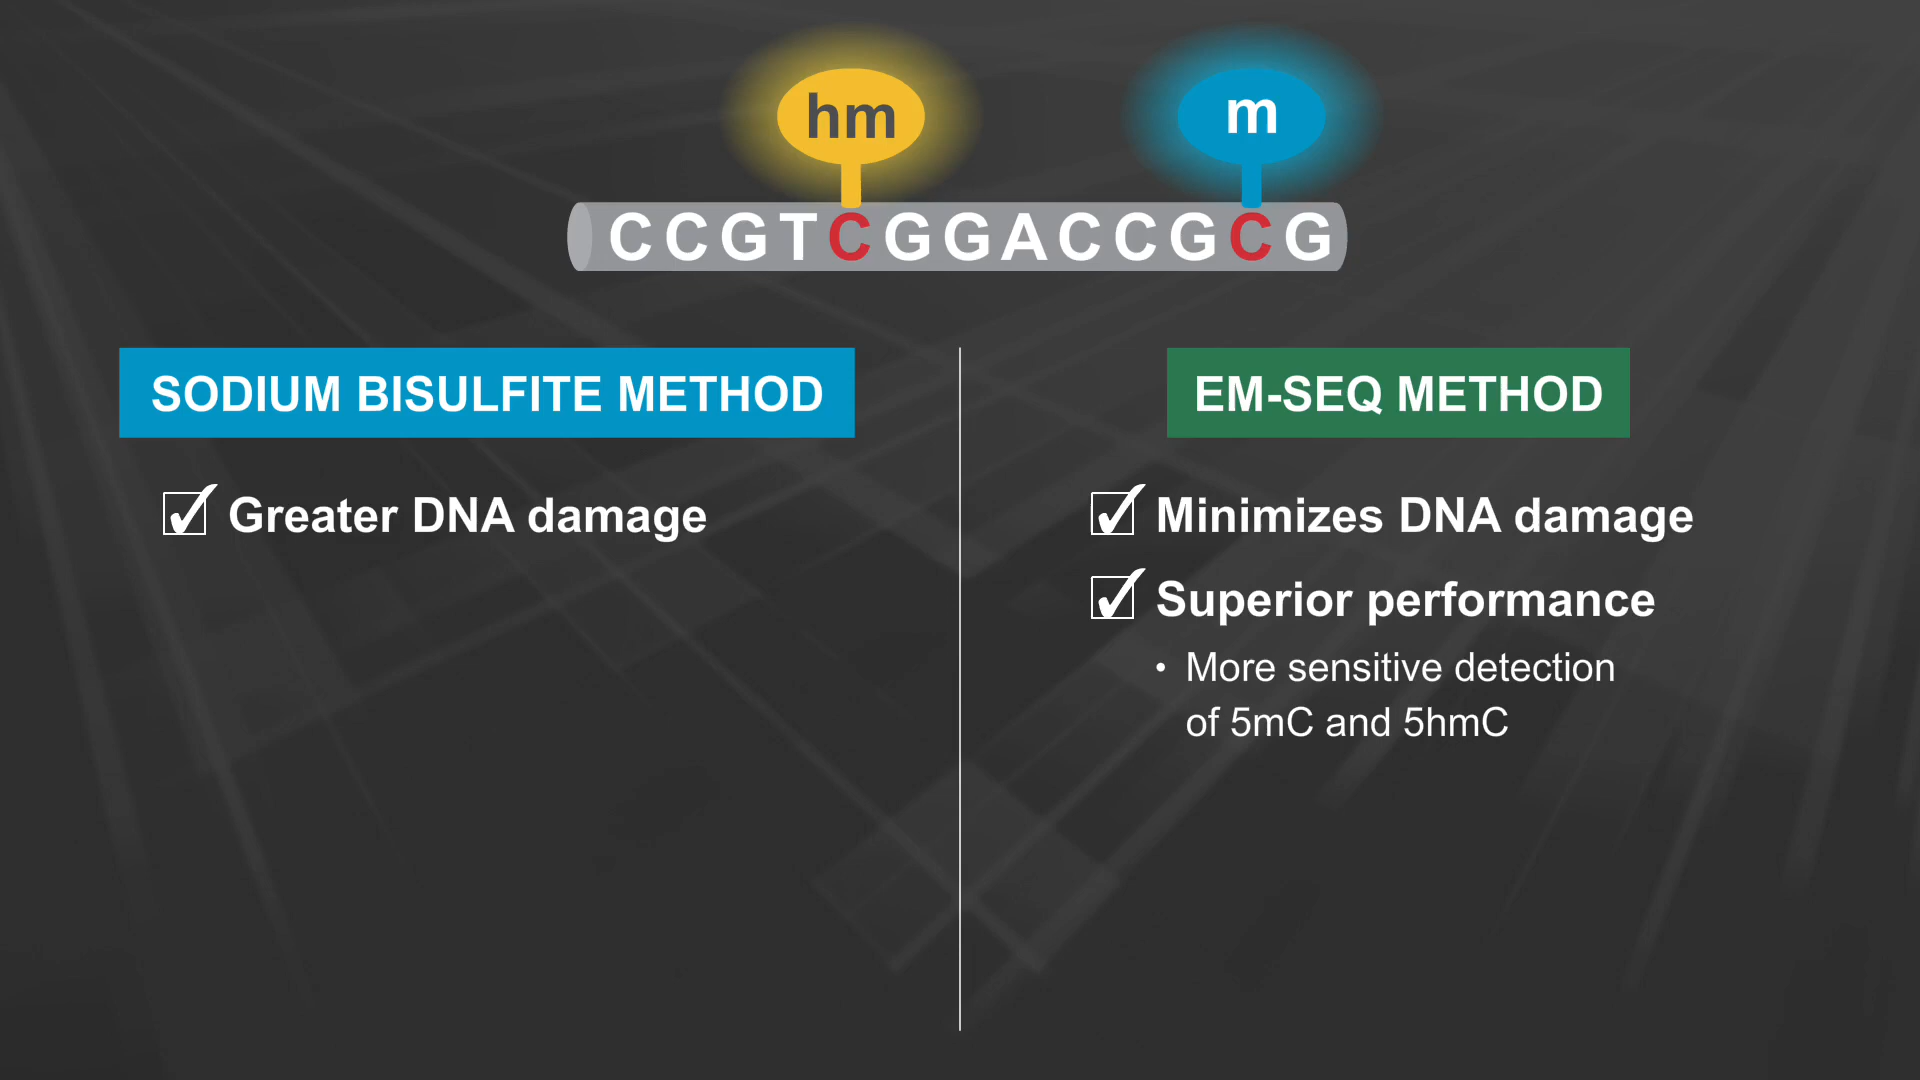 hm
m
CCGTCGGACCGCG
SODIUM BISULFITE METHOD
Greater DNA damage
EM-SEQ METHOD
Minimizes DNA damage
Superior performance
• More sensitive detection
of 5mC and 5hmC